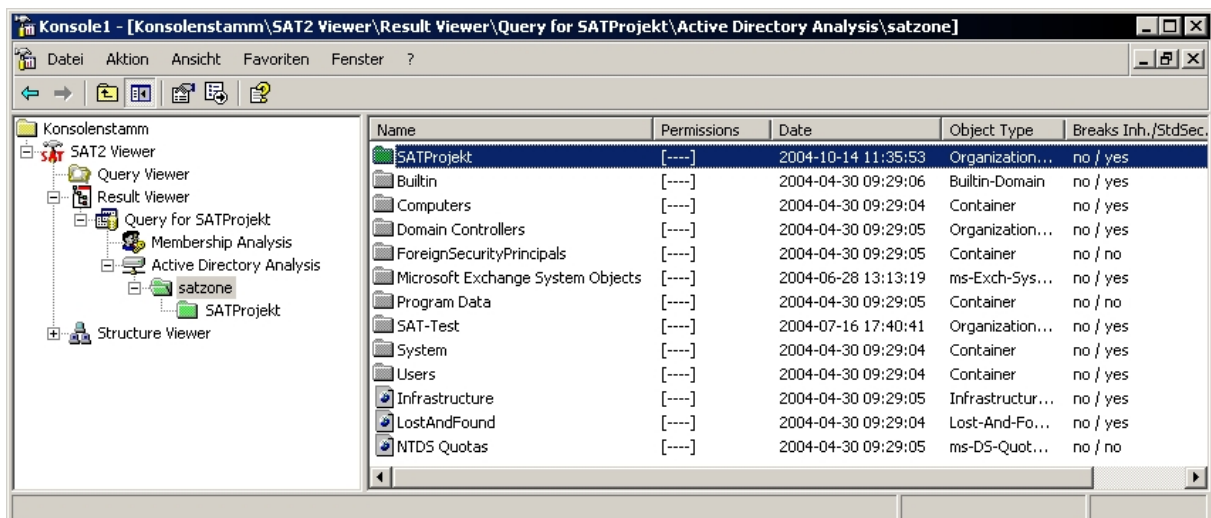 Konsole1 - [Konsolenstamm\SAT2 Viewer\Result Viewer\Query for SATProjekt\Active Directory Analysis\satzone]
Datei Aktion Ansicht Favoriten Fenster ?
Konsolenstamm
SAT2 Viewer
Query Viewer
Result Viewer
Query for SATProjekt
Membership Analysis
Active Directory Analysis
satzone
SATProjekt
Structure Viewer
Name Permissions Date Object Type Breaks Inh./StdSec.
SATProjekt [----] 2004-10-14 11:35:53 Organization... no / yes
Builtin [----] 2004-04-30 09:29:06 Builtin-Domain no / yes
Computers [----] 2004-04-30 09:29:04 Container no / yes
Domain Controllers [----] 2004-04-30 09:29:05 Organization... no / yes
ForeignSecurityPrincipals [----] 2004-04-30 09:29:05 Container no / no
Microsoft Exchange System Objects [----] 2004-06-28 13:13:19 ms-Exch-Sys... no / yes
Program Data [----] 2004-04-30 09:29:05 Container no / no
SAT-Test [----] 2004-07-16 17:40:41 Organization... no / yes
System [----] 2004-04-30 09:29:04 Container no / yes
Users [----] 2004-04-30 09:29:04 Container no / yes
Infrastructure [----] 2004-04-30 09:29:05 Infrastructur... no / yes
LostAndFound [----] 2004-04-30 09:29:04 Lost-And-Fo... no / yes
NTDS Quotas [----] 2004-04-30 09:29:05 ms-DS-Quot... no / no